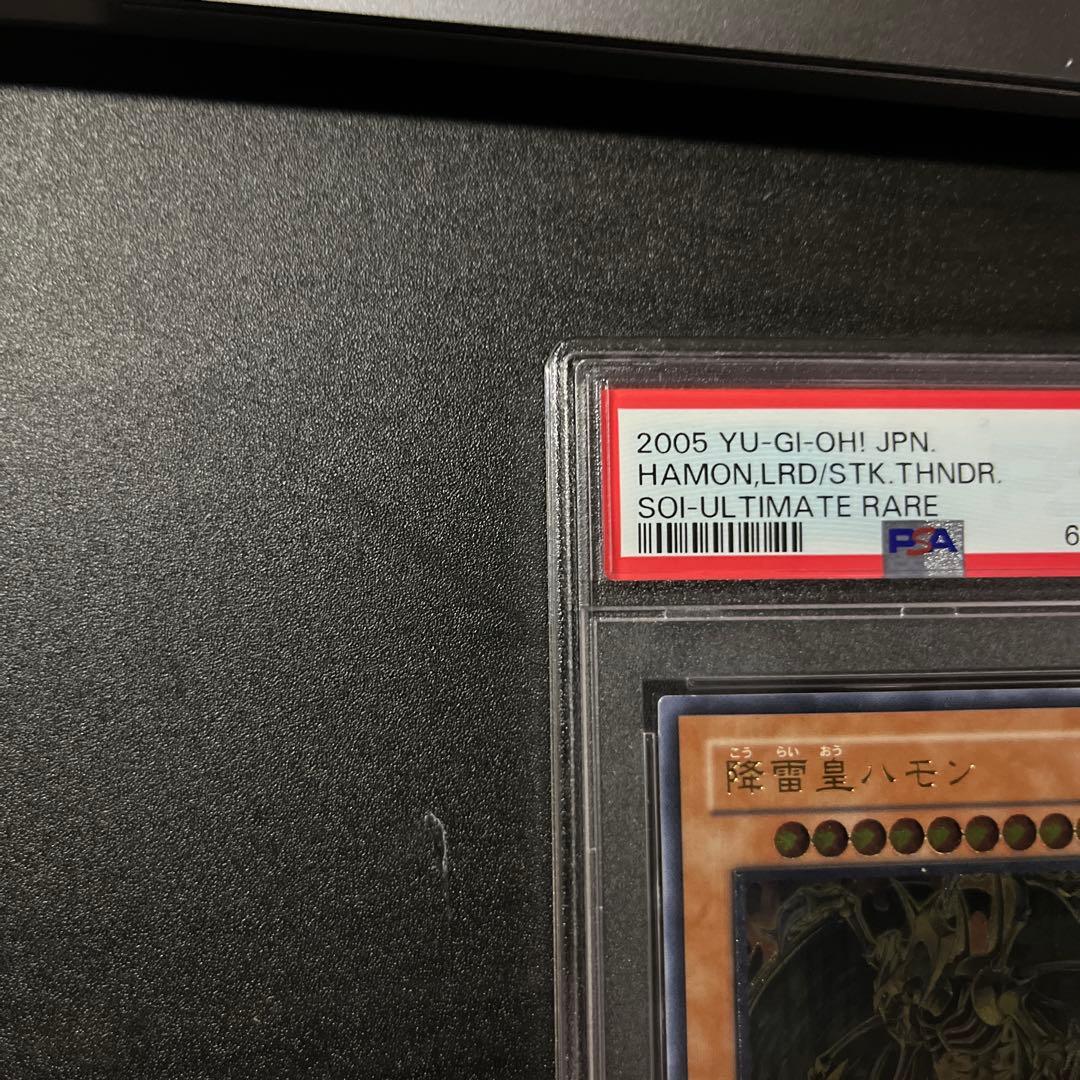 2005 YU-GI-OH! JPN.
HAMON,LRD/STK.THNDR.
SOI-ULTIMATE RARE
PSA
6
こう らい おう
降雷皇ハモン